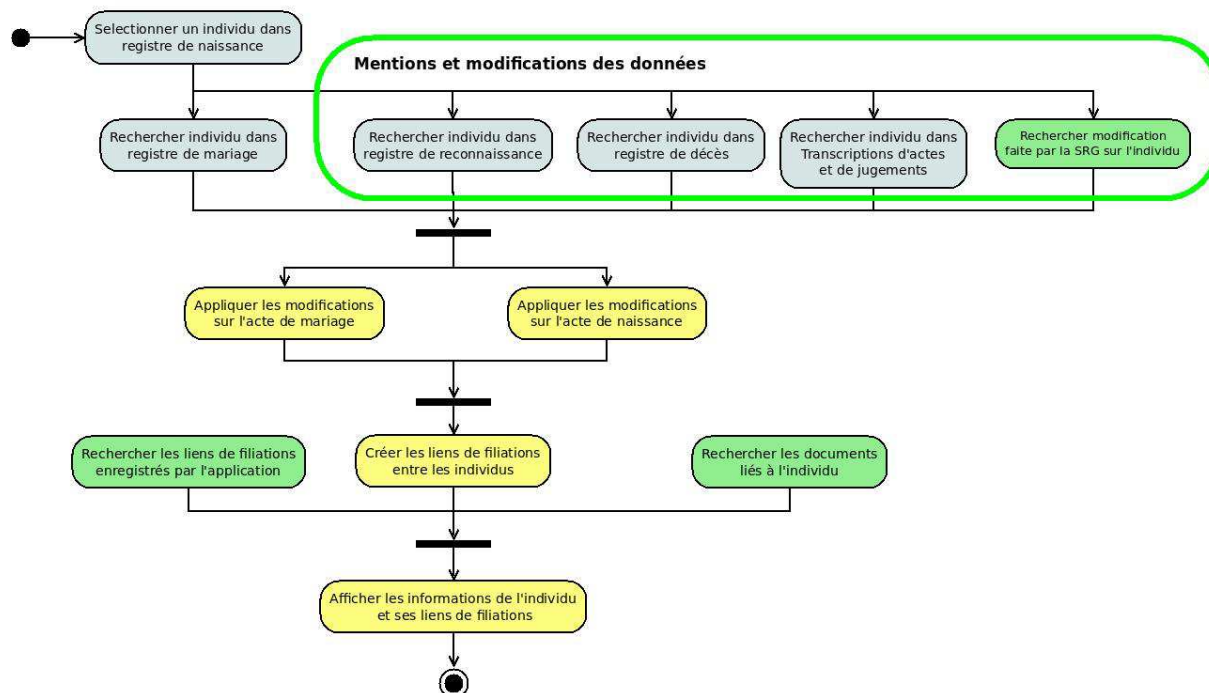 Selectionner un individu dans
registre de naissance
Mentions et modifications des données
Rechercher individu dans
registre de mariage
Rechercher individu dans
registre de reconnaissance
Rechercher individu dans
registre de décès
Rechercher individu dans
Transcriptions d'actes
et de jugements
Rechercher modification
faite par la SRG sur l'individu
Appliquer les modifications
sur l'acte de mariage
Appliquer les modifications
sur l'acte de naissance
Rechercher les liens de filiations
enregistrés par l'application
Créer les liens de filiations
entre les individus
Rechercher les documents
liés à l'individu
Afficher les informations de l'individu
et ses liens de filiations